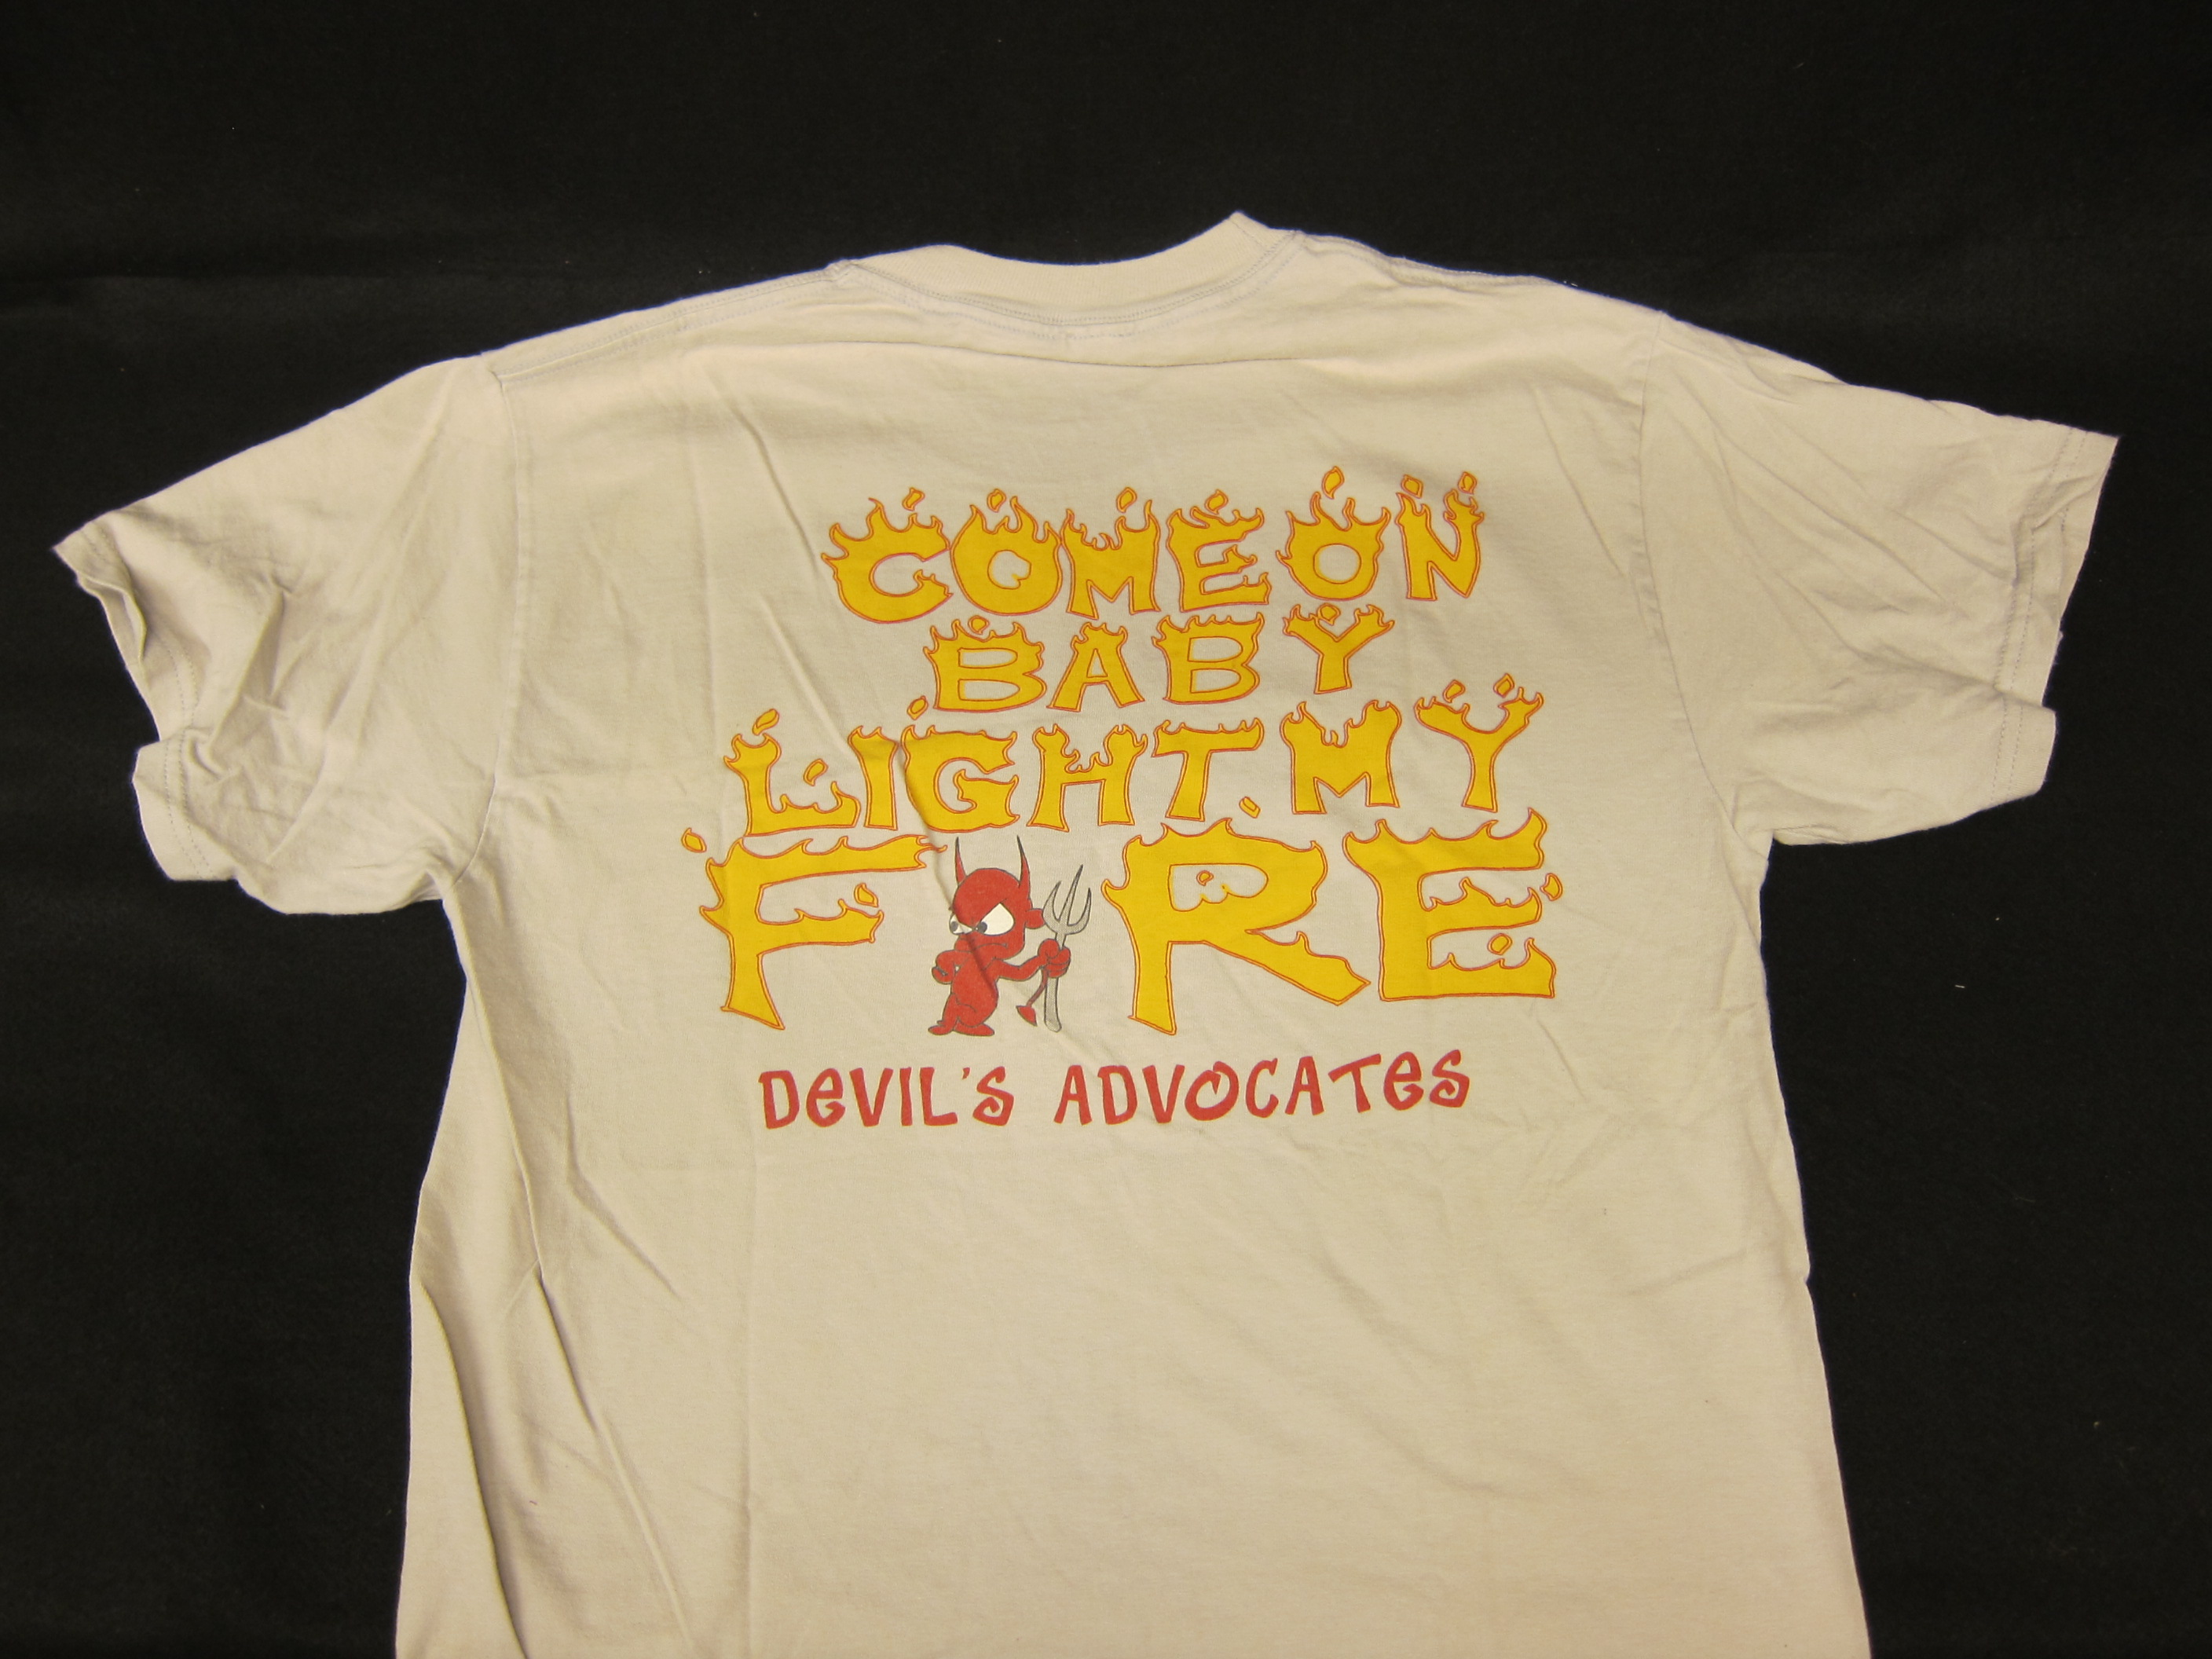 COME ON
BABY
LIGHT MY
FIRE
DEVIL'S ADVOCATES